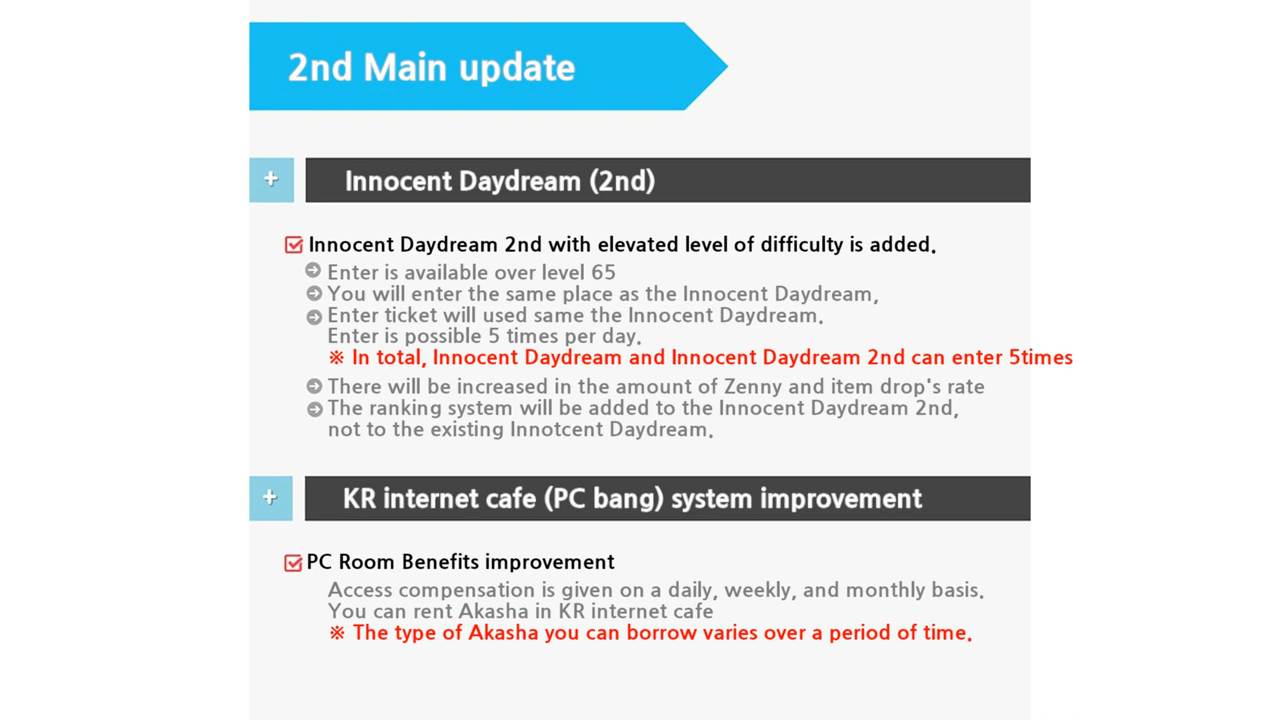 2nd Main update
+ Innocent Daydream (2nd)
Innocent Daydream 2nd with elevated level of difficulty is added.
Enter is available over level 65
You will enter the same place as the Innocent Daydream,
Enter ticket will used same the Innocent Daydream.
Enter is possible 5 times per day.
※ In total, Innocent Daydream and Innocent Daydream 2nd can enter 5times
There will be increased in the amount of Zenny and item drop's rate
The ranking system will be added to the Innocent Daydream 2nd,
not to the existing Innotcent Daydream.
+ KR internet cafe (PC bang) system improvement
PC Room Benefits improvement
Access compensation is given on a daily, weekly, and monthly basis.
You can rent Akasha in KR internet cafe
※ The type of Akasha you can borrow varies over a period of time.